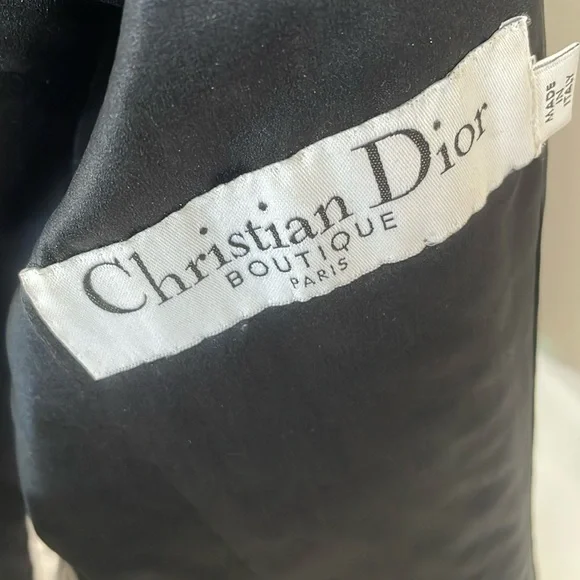 Christian Dior
BOUTIQUE
PARIS
MADE
IN
ITALY